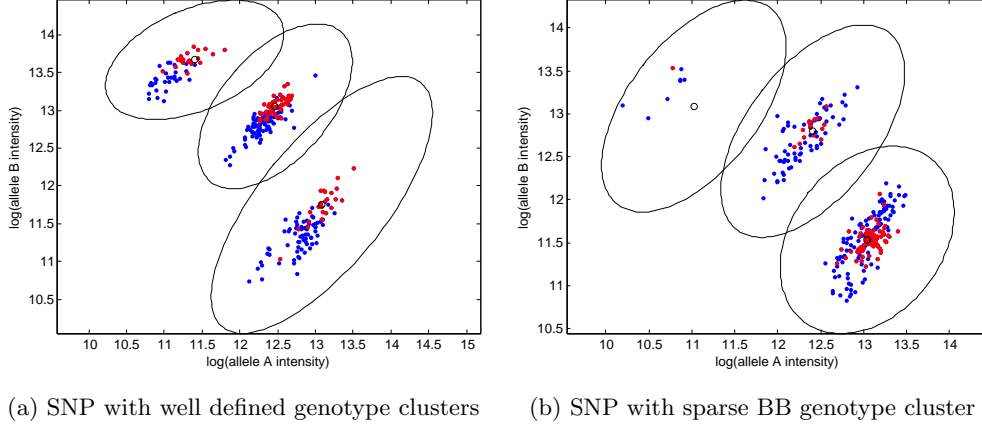 14
13.5
13
12.5
12
11.5
11
10.5
log(allele B intensity)
10 10.5 11 11.5 12 12.5 13 13.5 14 14.5 15
log(allele A intensity)
(a) SNP with well defined genotype clusters
14
13.5
13
12.5
12
11.5
11
10.5
log(allele B intensity)
10 10.5 11 11.5 12 12.5 13 13.5 14
log(allele A intensity)
(b) SNP with sparse BB genotype cluster